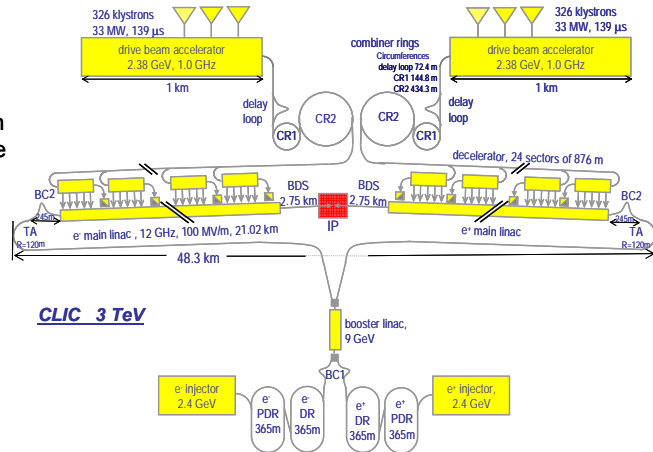 326 klystrons
33 MW, 139 µs
drive beam accelerator
2.38 GeV, 1.0 GHz
1 km
combiner rings
Circumferences
delay loop 72.4 m
CR1 144.8 m
CR2 434.3 m
326 klystrons
33 MW, 139 µs
drive beam accelerator
2.38 GeV, 1.0 GHz
1 km
delay
loop
CR1
CR2
CR2
CR1
delay
loop
decelerator, 24 sectors of 876 m
BC2
245m
TA
R=120m
BDS
2.75 km
IP
BDS
2.75 km
BC2
245m
TA
R=120m
e- main linac , 12 GHz, 100 MV/m, 21.02 km
e+ main linac
48.3 km
CLIC 3 TeV
booster linac,
9 GeV
BC1
e- injector
2.4 GeV
e-
PDR
365m
e-
DR
365m
e+
DR
365m
e+
PDR
365m
e+ injector,
2.4 GeV